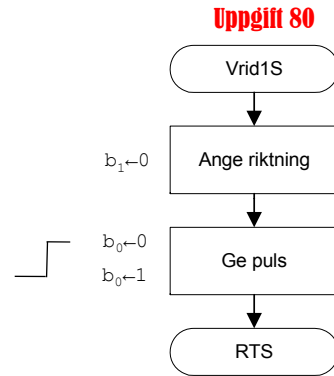 Uppgift 80
Vrid1S
b₁←0
Ange riktning
b₀←0
b₀←1
Ge puls
RTS